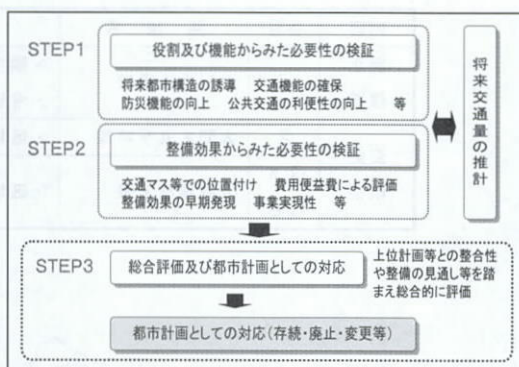 STEP1
役割及び機能からみた必要性の検証
将来都市構造の誘導　交通機能の確保
防災機能の向上　公共交通の利便性の向上　等
STEP2
整備効果からみた必要性の検証
交通マス等での位置付け　費用便益費による評価
整備効果の早期発現　事業実現性　等
将来交通量の推計
STEP3
総合評価及び都市計画としての対応
上位計画等との整合性
や整備の見通し等を踏
まえ総合的に評価
都市計画としての対応(存続・廃止・変更等)